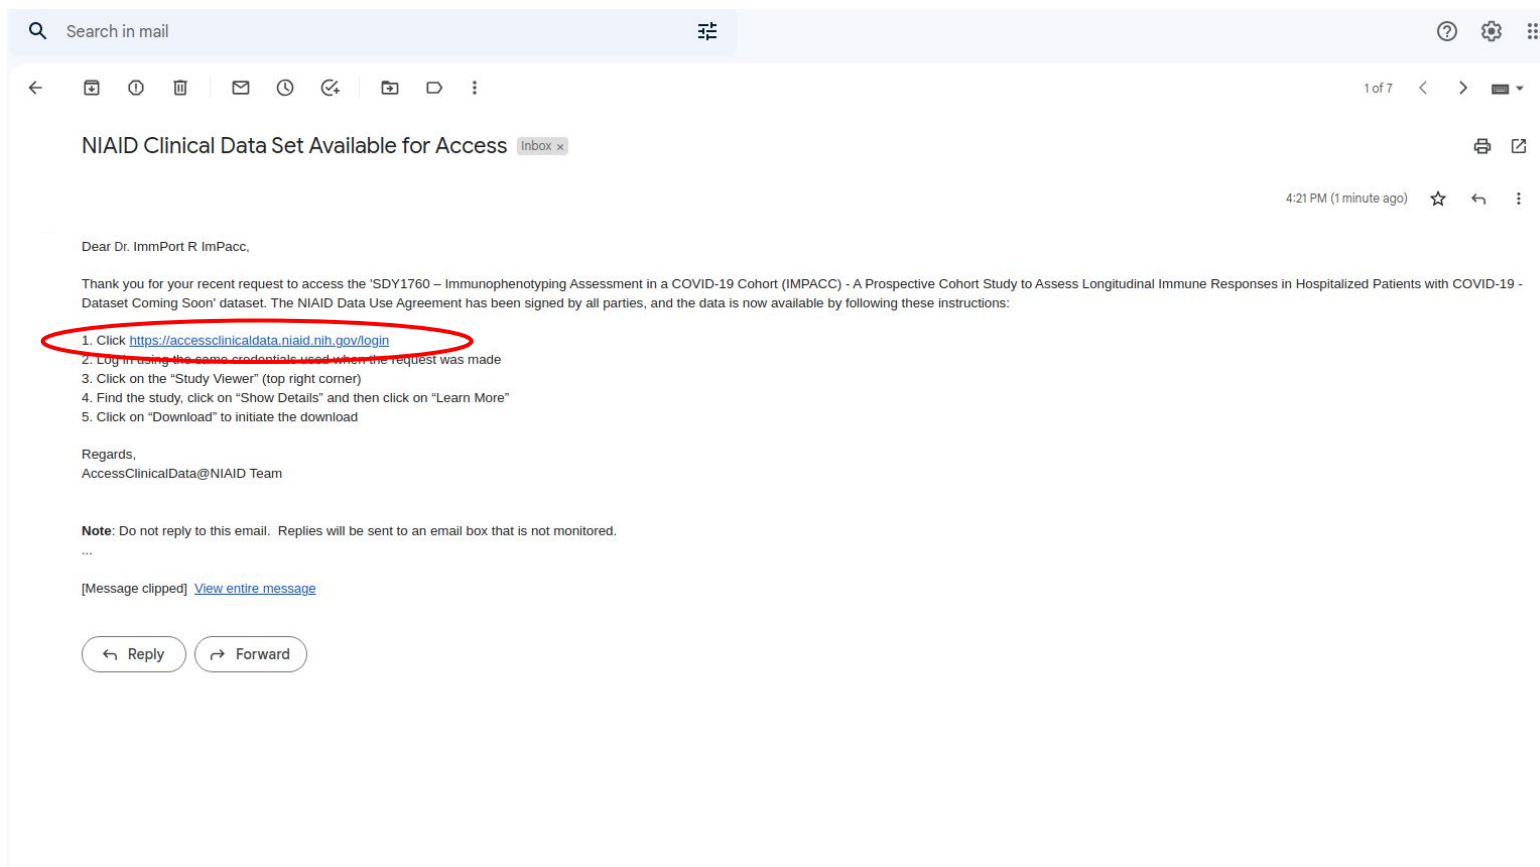 Search in mail
1 of 7
NIAID Clinical Data Set Available for Access Inbox ×
4:21 PM (1 minute ago)
Dear Dr. ImmPort R ImPacc,
Thank you for your recent request to access the 'SDY1760 – Immunophenotyping Assessment in a COVID-19 Cohort (IMPACC) - A Prospective Cohort Study to Assess Longitudinal Immune Responses in Hospitalized Patients with COVID-19 -
Dataset Coming Soon' dataset. The NIAID Data Use Agreement has been signed by all parties, and the data is now available by following these instructions:
1. Click https://accessclinicaldata.niaid.nih.gov/login
2. Log in using the same credentials used when the request was made
3. Click on the “Study Viewer” (top right corner)
4. Find the study, click on “Show Details” and then click on “Learn More”
5. Click on “Download” to initiate the download
Regards,
AccessClinicalData@NIAID Team
Note: Do not reply to this email.  Replies will be sent to an email box that is not monitored.
...
[Message clipped]  View entire message
Reply
Forward